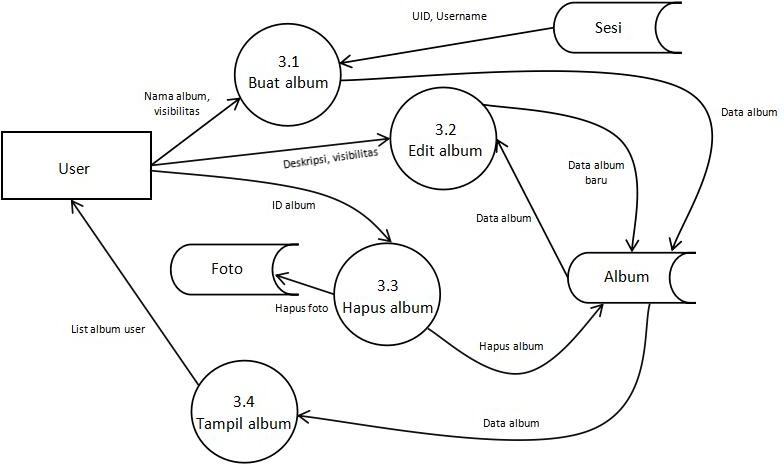 UID, Username
Sesi
3.1
Buat album
Nama album,
visibilitas
Data album
3.2
Edit album
Deskripsi, visibilitas
Data album
baru
User
ID album
Data album
Foto
3.3
Hapus album
Album
Hapus foto
List album user
Hapus album
3.4
Tampil album
Data album